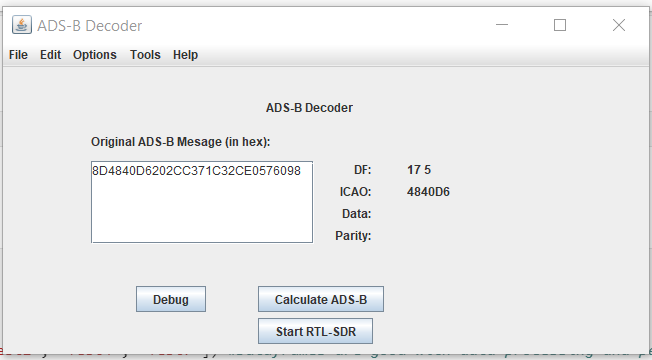 ADS-B Decoder
File Edit Options Tools Help
ADS-B Decoder
Original ADS-B Mesage (in hex):
8D4840D6202CC371C32CE0576098
DF: 17 5
ICAO: 4840D6
Data:
Parity:
Debug Calculate ADS-B
Start RTL-SDR